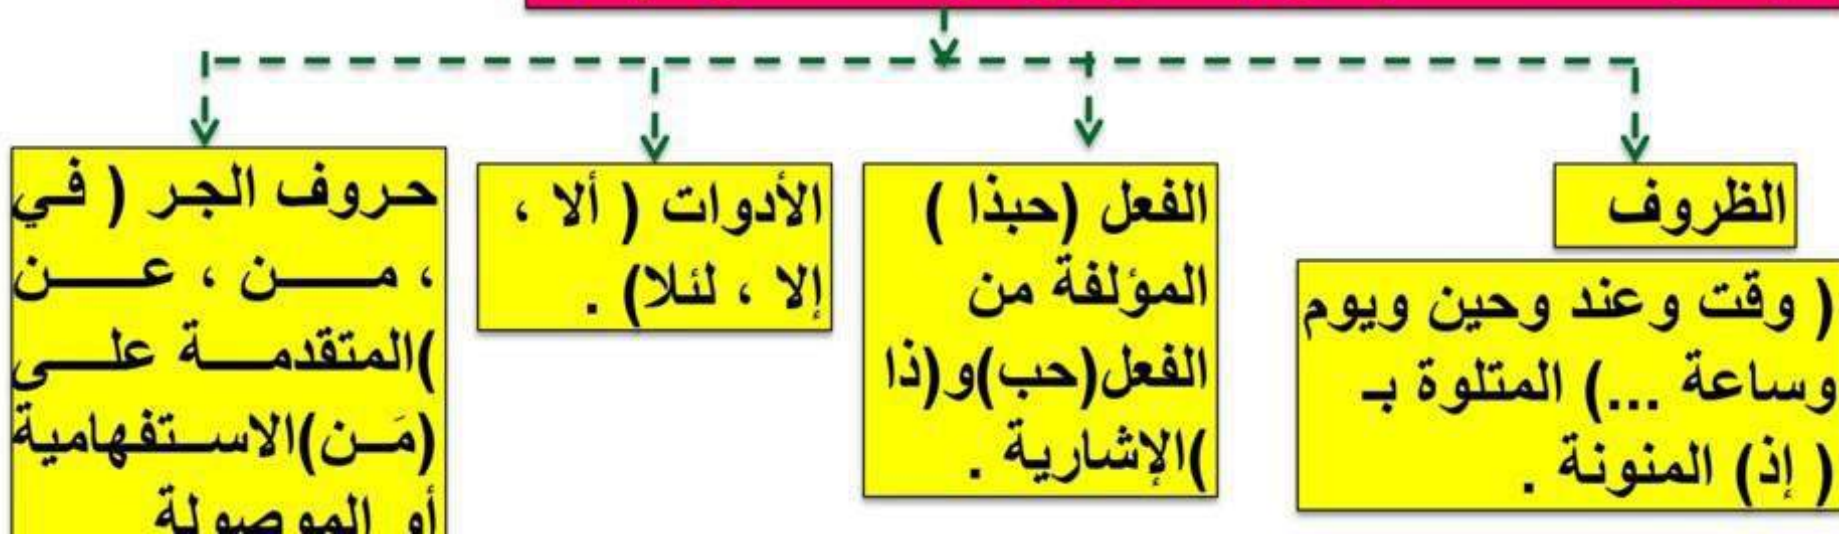 الظروف
( وقت وعند وحين ويوم
وساعة ...) المتلوة بـ
( إذ) المنونة .
الفعل (حبذا )
المؤلفة من
الفعل(حب)و(ذا
)الإشارية .
الأدوات ( ألا ،
إلا ، لئلا) .
حروف الجر ( في
، من ، عن
)المتقدمة على
(مَن)الاستفهامية
أو الموصولة